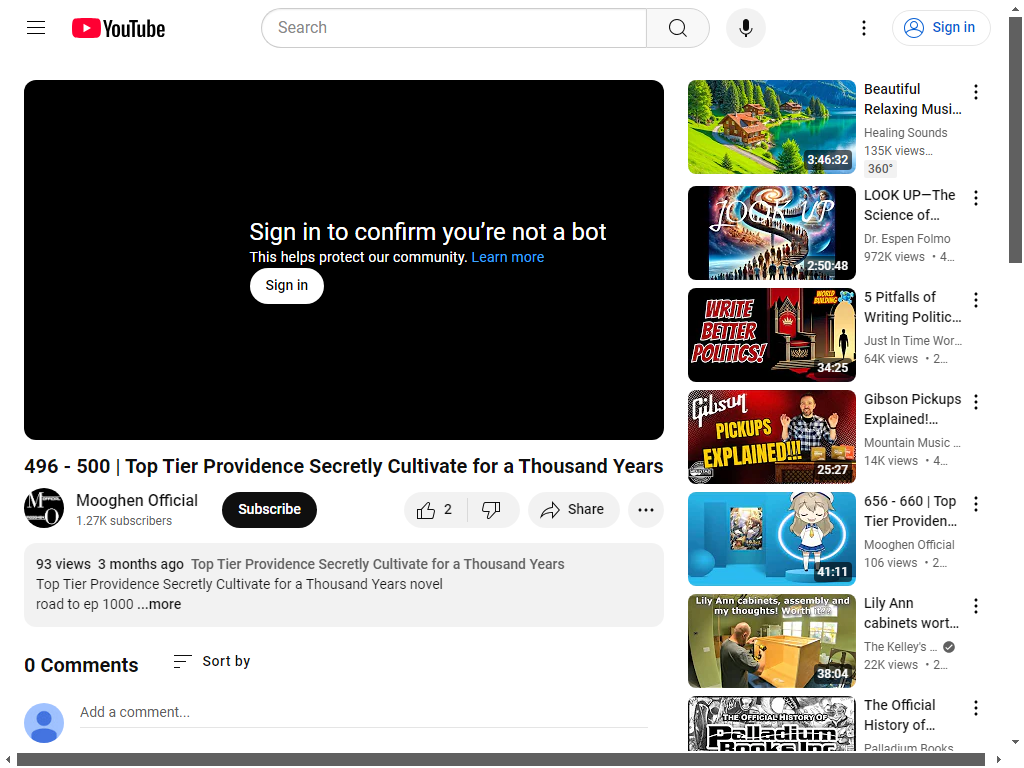 YouTube
Search
Sign in
Sign in to confirm you’re not a bot
This helps protect our community. Learn more
Sign in
496 - 500 | Top Tier Providence Secretly Cultivate for a Thousand Years
Mooghen Official
1.27K subscribers
Subscribe
2
Share
93 views 3 months ago Top Tier Providence Secretly Cultivate for a Thousand Years
Top Tier Providence Secretly Cultivate for a Thousand Years novel
road to ep 1000 ...more
0 Comments
Sort by
Add a comment...
3:46:32
Beautiful
Relaxing Musi...
Healing Sounds
135K views...
360°
LOOK UP
2:50:48
LOOK UP—The
Science of...
Dr. Espen Folmo
972K views • 4...
WORLD
BUILDING
WRITE
BETTER
POLITICS!
34:25
5 Pitfalls of
Writing Politic...
Just In Time Wor...
64K views • 2...
Gibson
PICKUPS
EXPLAINED!!!
25:27
Gibson Pickups
Explained!...
Mountain Music ...
14K views • 4...
41:11
656 - 660 | Top
Tier Providen...
Mooghen Official
106 views • 2...
Lily Ann cabinets, assembly and
my thoughts! Worth it??
38:04
Lily Ann
cabinets wort...
The Kelley's ...
22K views • 2...
THE OFFICIAL HISTORY OF
Palladium
Books Inc
The Official
History of...
Palladium Books